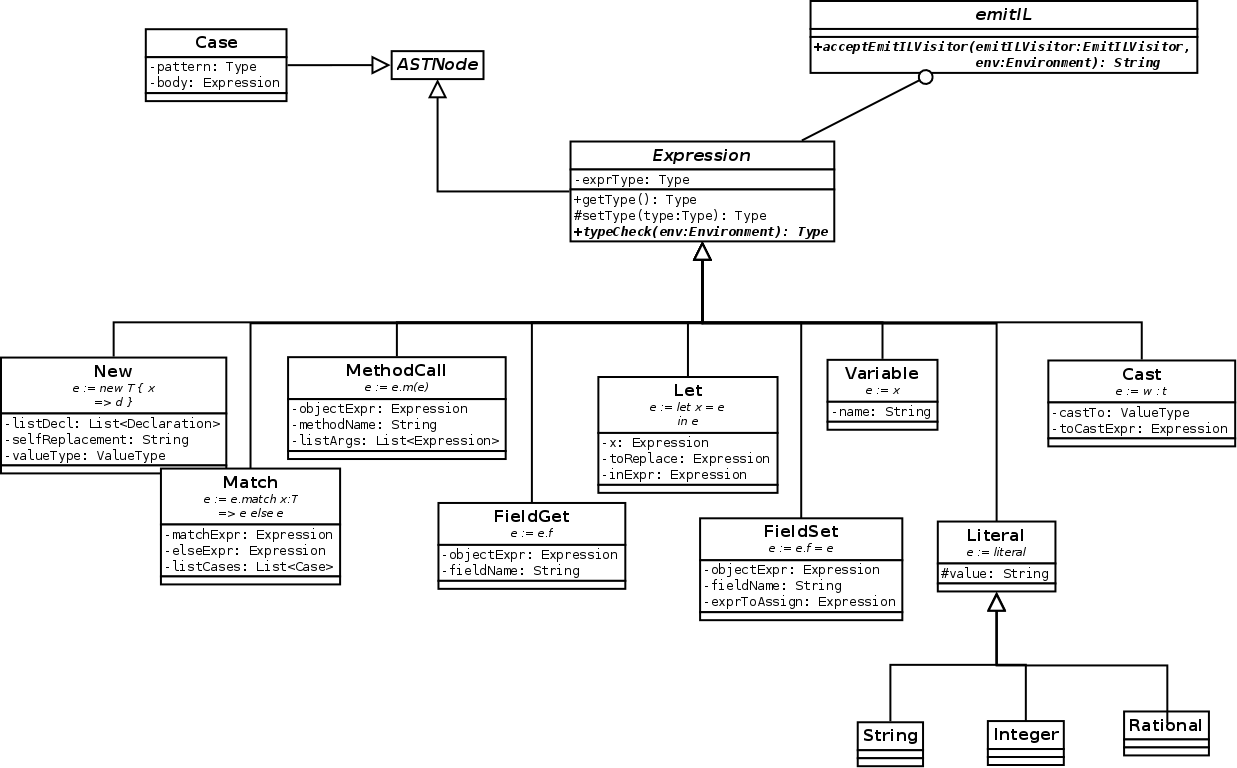 emitIL
+acceptEmitILVisitor(emitILVisitor:EmitILVisitor,
env:Environment): String
Case
-pattern: Type
-body: Expression
ASTNode
Expression
-exprType: Type
+getType(): Type
#setType(type:Type): Type
+typeCheck(env:Environment): Type
New
e := new T { x
=> d }
-listDecl: List<Declaration>
-selfReplacement: String
-valueType: ValueType
Match
e := e.match x:T
=> e else e
-matchExpr: Expression
-elseExpr: Expression
-listCases: List<Case>
MethodCall
e := e.m(e)
-objectExpr: Expression
-methodName: String
-listArgs: List<Expression>
FieldGet
e := e.f
-objectExpr: Expression
-fieldName: String
Let
e := let x = e
in e
-x: Expression
-toReplace: Expression
-inExpr: Expression
FieldSet
e := e.f = e
-objectExpr: Expression
-fieldName: String
-exprToAssign: Expression
Variable
e := x
-name: String
Literal
e := literal
#value: String
Cast
e := w : t
-castTo: ValueType
-toCastExpr: Expression
String
Integer
Rational